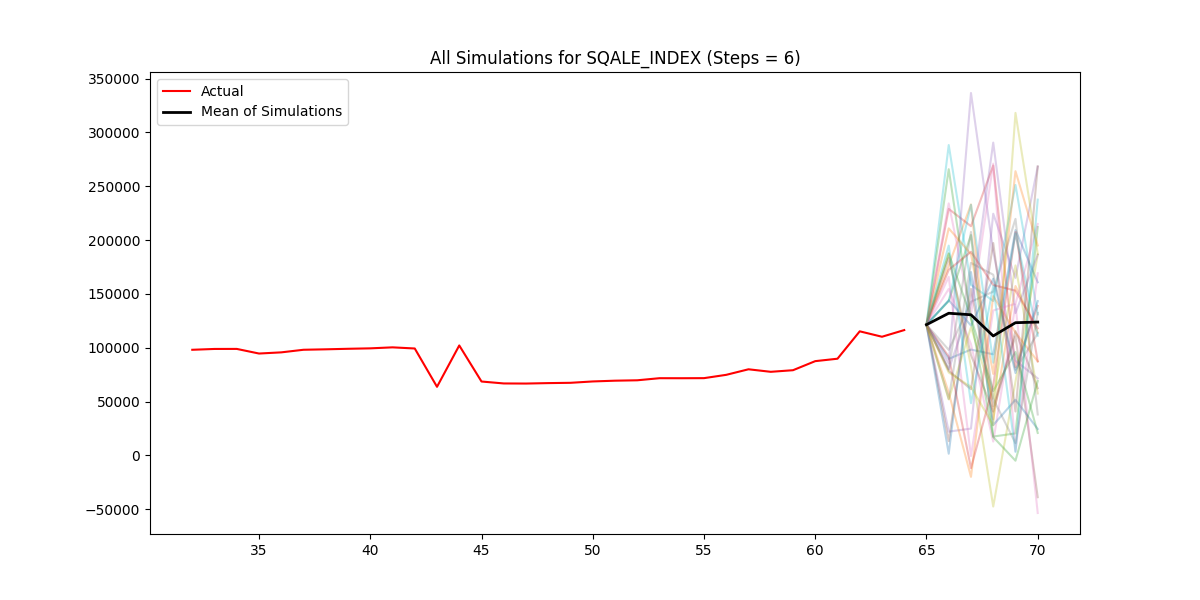 All Simulations for SQALE_INDEX (Steps = 6)
Actual
Mean of Simulations
350000
300000
250000
200000
150000
100000
50000
0
−50000
35 40 45 50 55 60 65 70